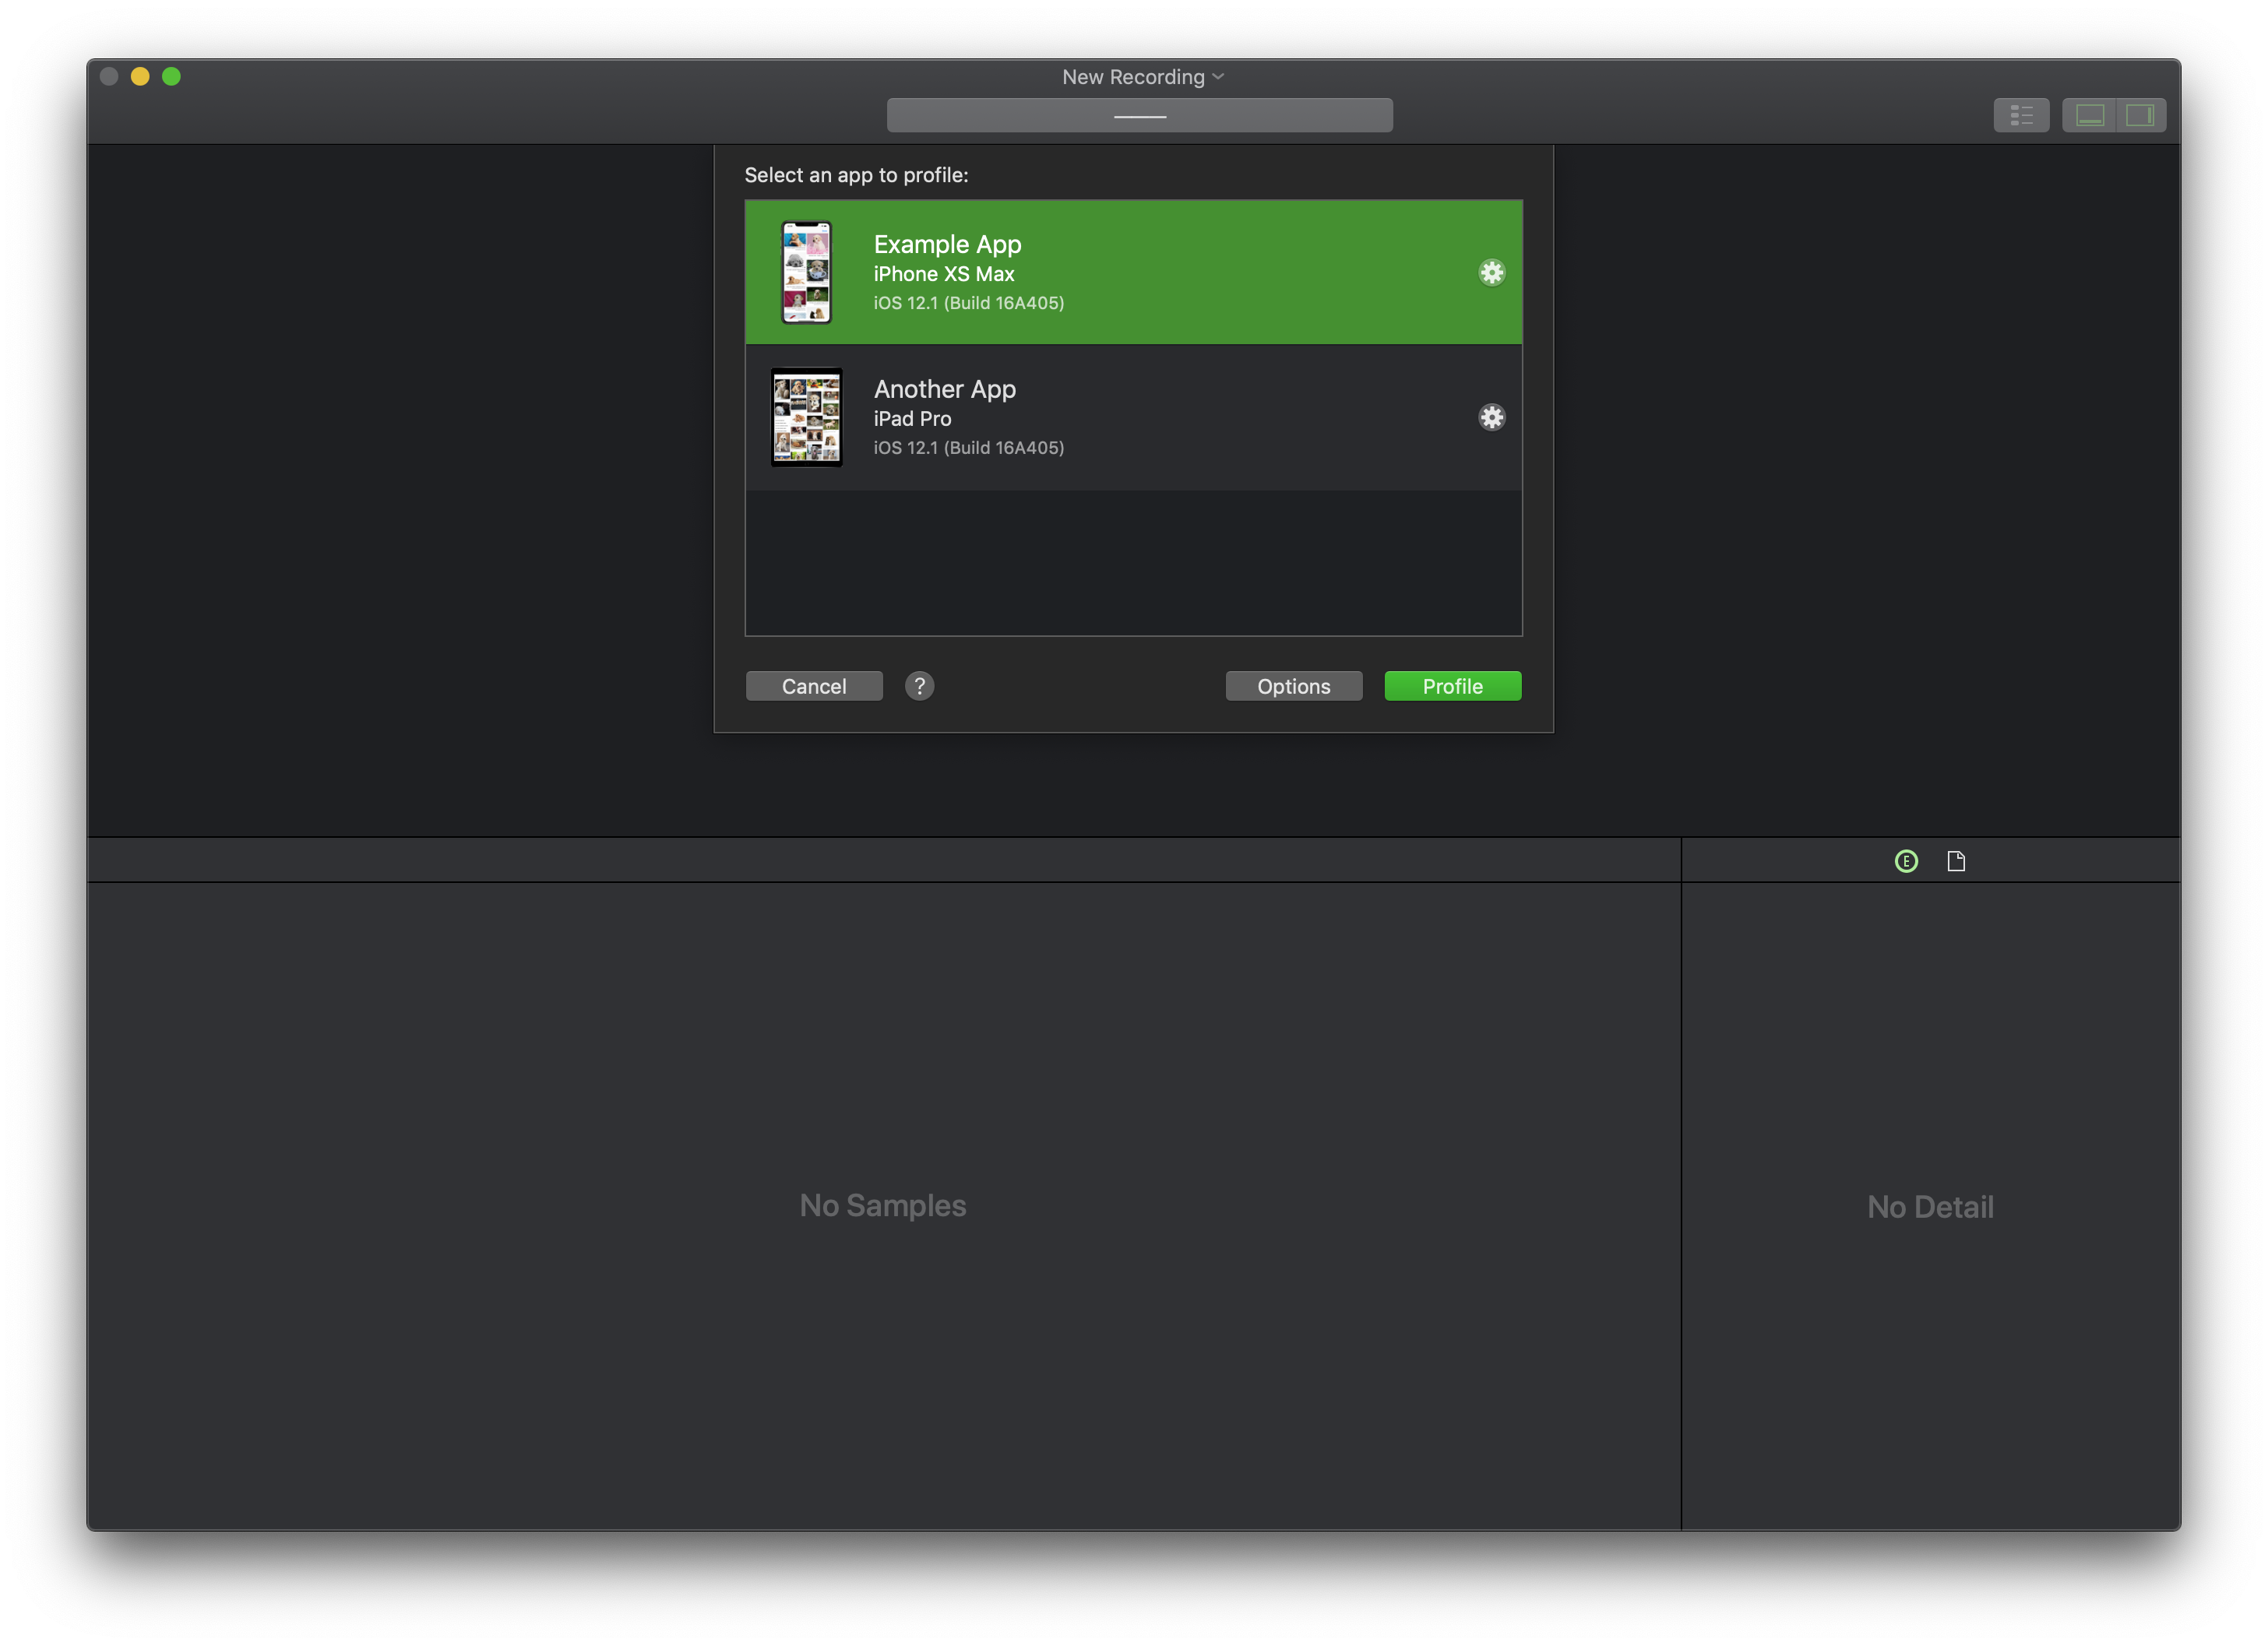 New Recording
Select an app to profile:
Example App
iPhone XS Max
iOS 12.1 (Build 16A405)
Another App
iPad Pro
iOS 12.1 (Build 16A405)
Cancel
?
Options
Profile
E
No Samples
No Detail